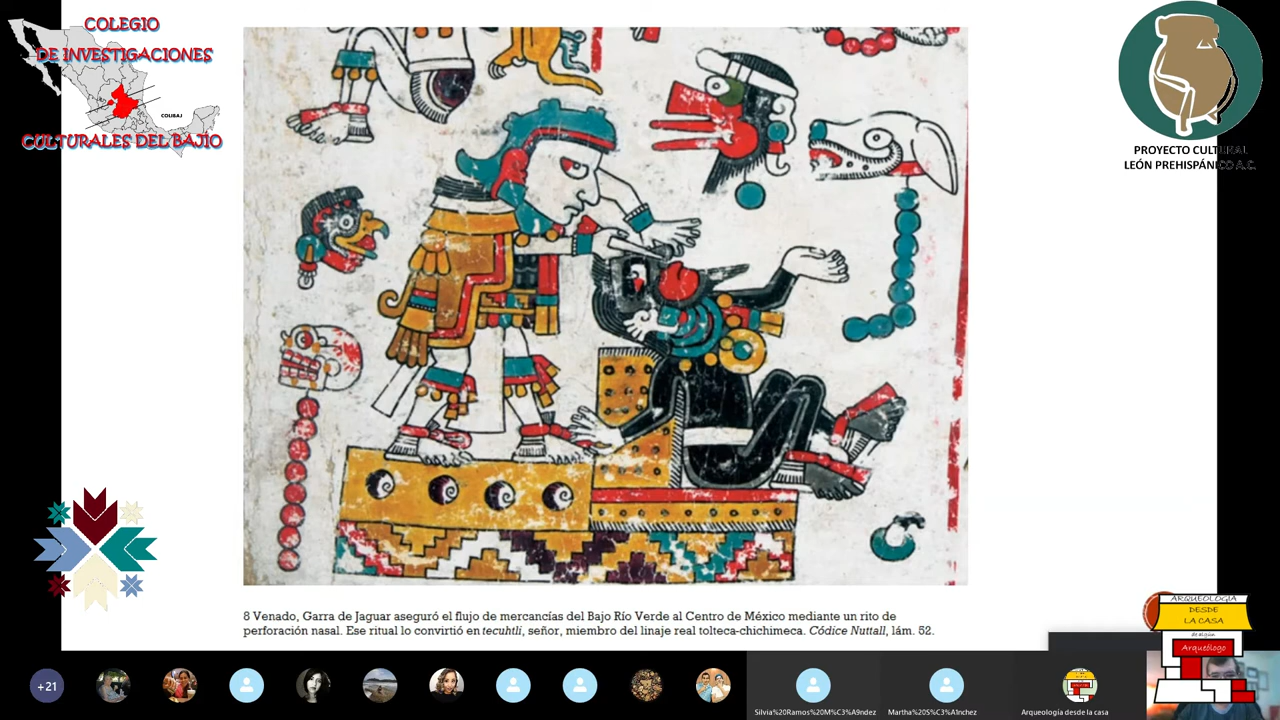 COLEGIO
DE INVESTIGACIONES
COLIBAJ
CULTURALES DEL BAJÍO
PROYECTO CULTURAL
LEÓN PREHISPÁNICO A.C.
8 Venado, Garra de Jaguar aseguró el flujo de mercancías del Bajo Río Verde al Centro de México mediante un rito de
perforación nasal. Ese ritual lo convirtió en tecuhtli, señor, miembro del linaje real tolteca-chichimeca. Códice Nuttall, lám. 52.
ARQUEOLOGÍA
DESDE
LA CASA
de algún
Arqueólogo
+21
Silvia%20Ramos%20M%C3%A9ndez
Martha%20S%C3%A1nchez
Arqueología desde la casa